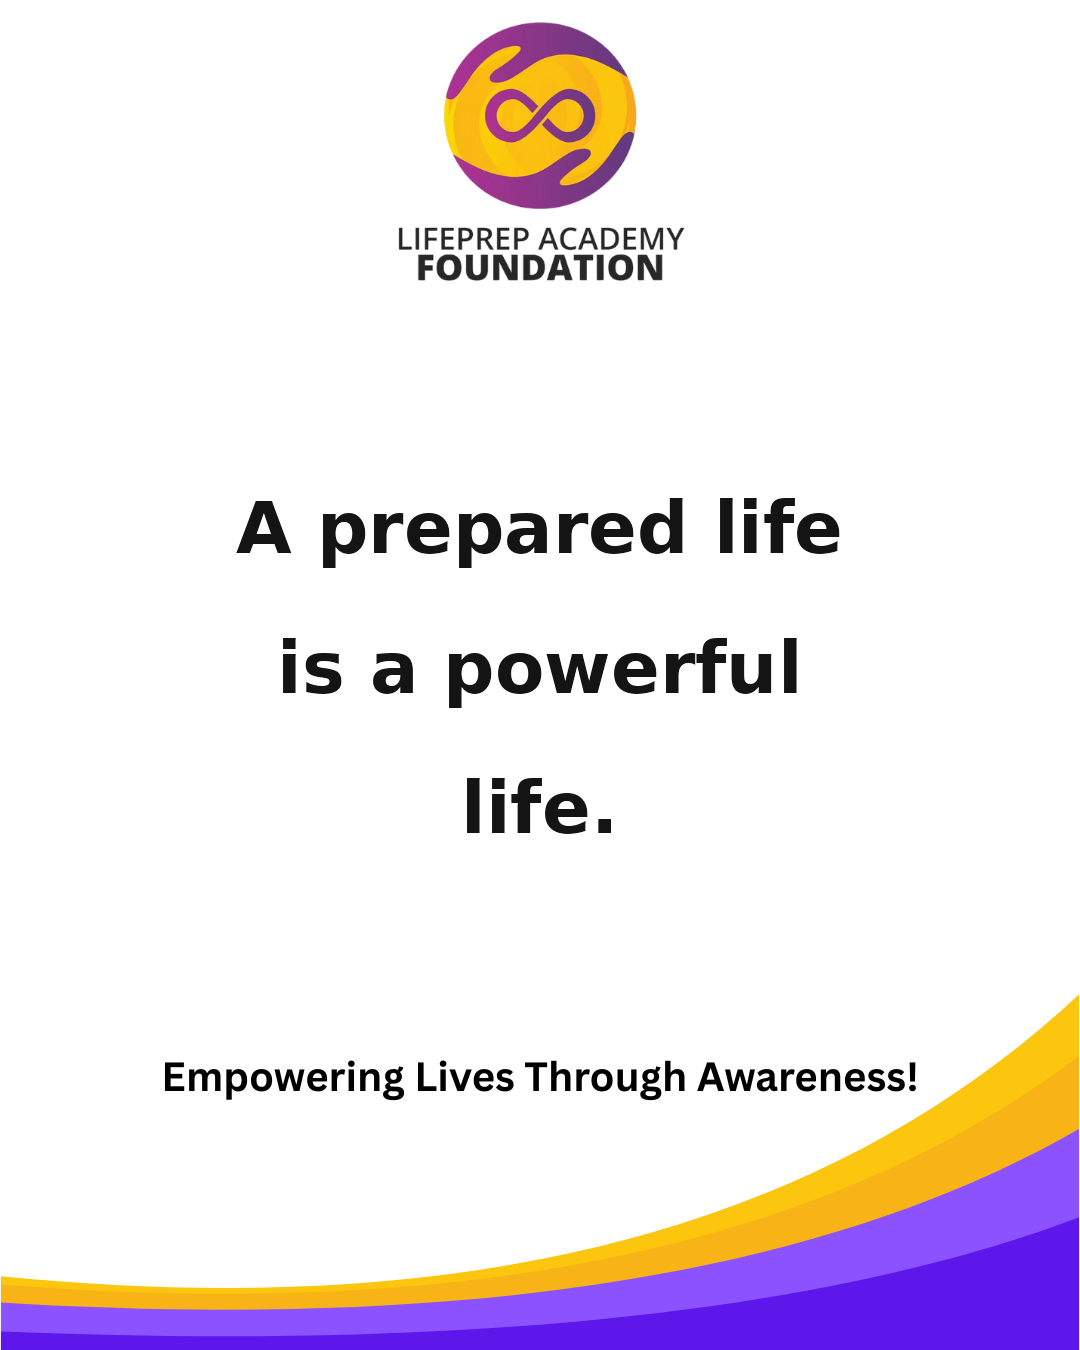 LIFEPREP ACADEMY
FOUNDATION
A prepared life
is a powerful
life.
Empowering Lives Through Awareness!